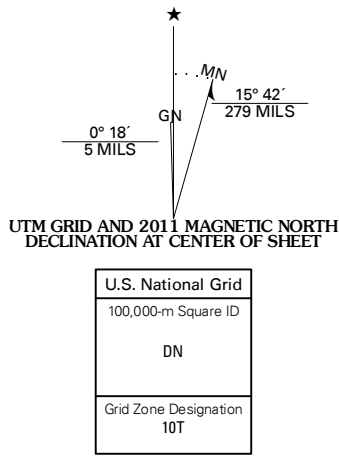 MN
15° 42´
279 MILS
GN
0° 18´
5 MILS
UTM GRID AND 2011 MAGNETIC NORTH
DECLINATION AT CENTER OF SHEET
U.S. National Grid
100,000-m Square ID
DN
Grid Zone Designation
10T